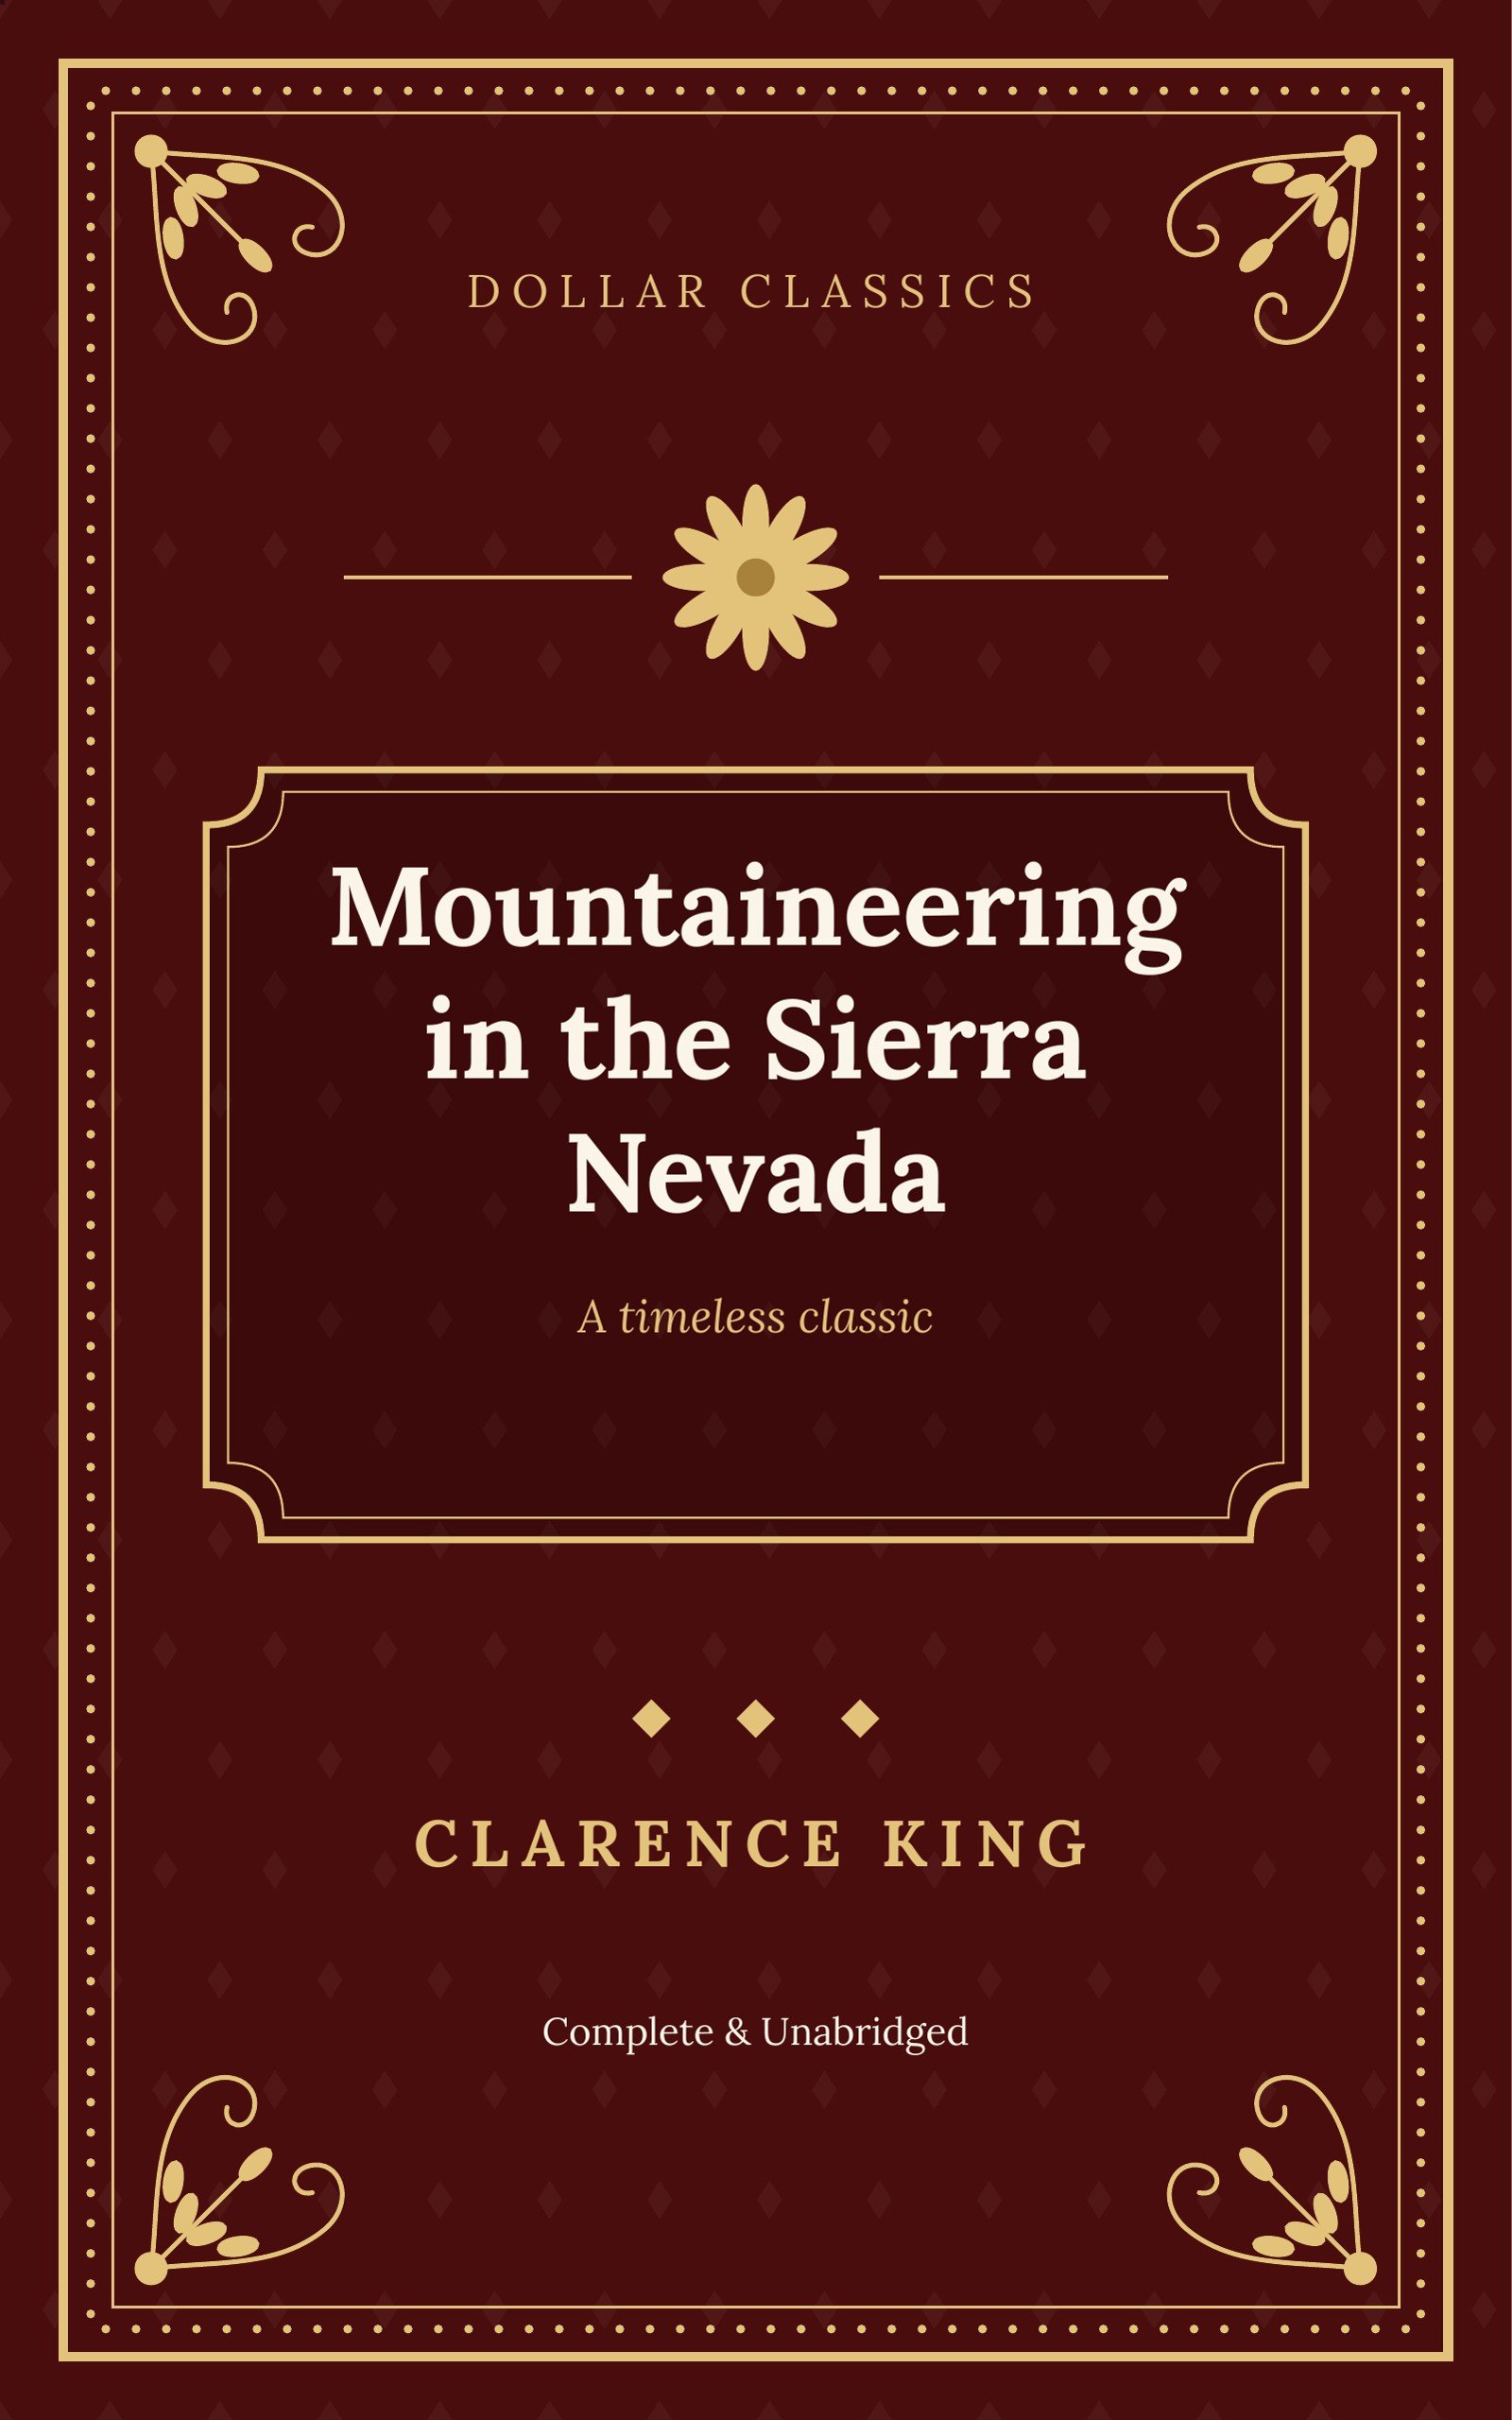 DOLLAR CLASSICS
Mountaineering
in the Sierra
Nevada
A timeless classic
CLARENCE KING
Complete & Unabridged